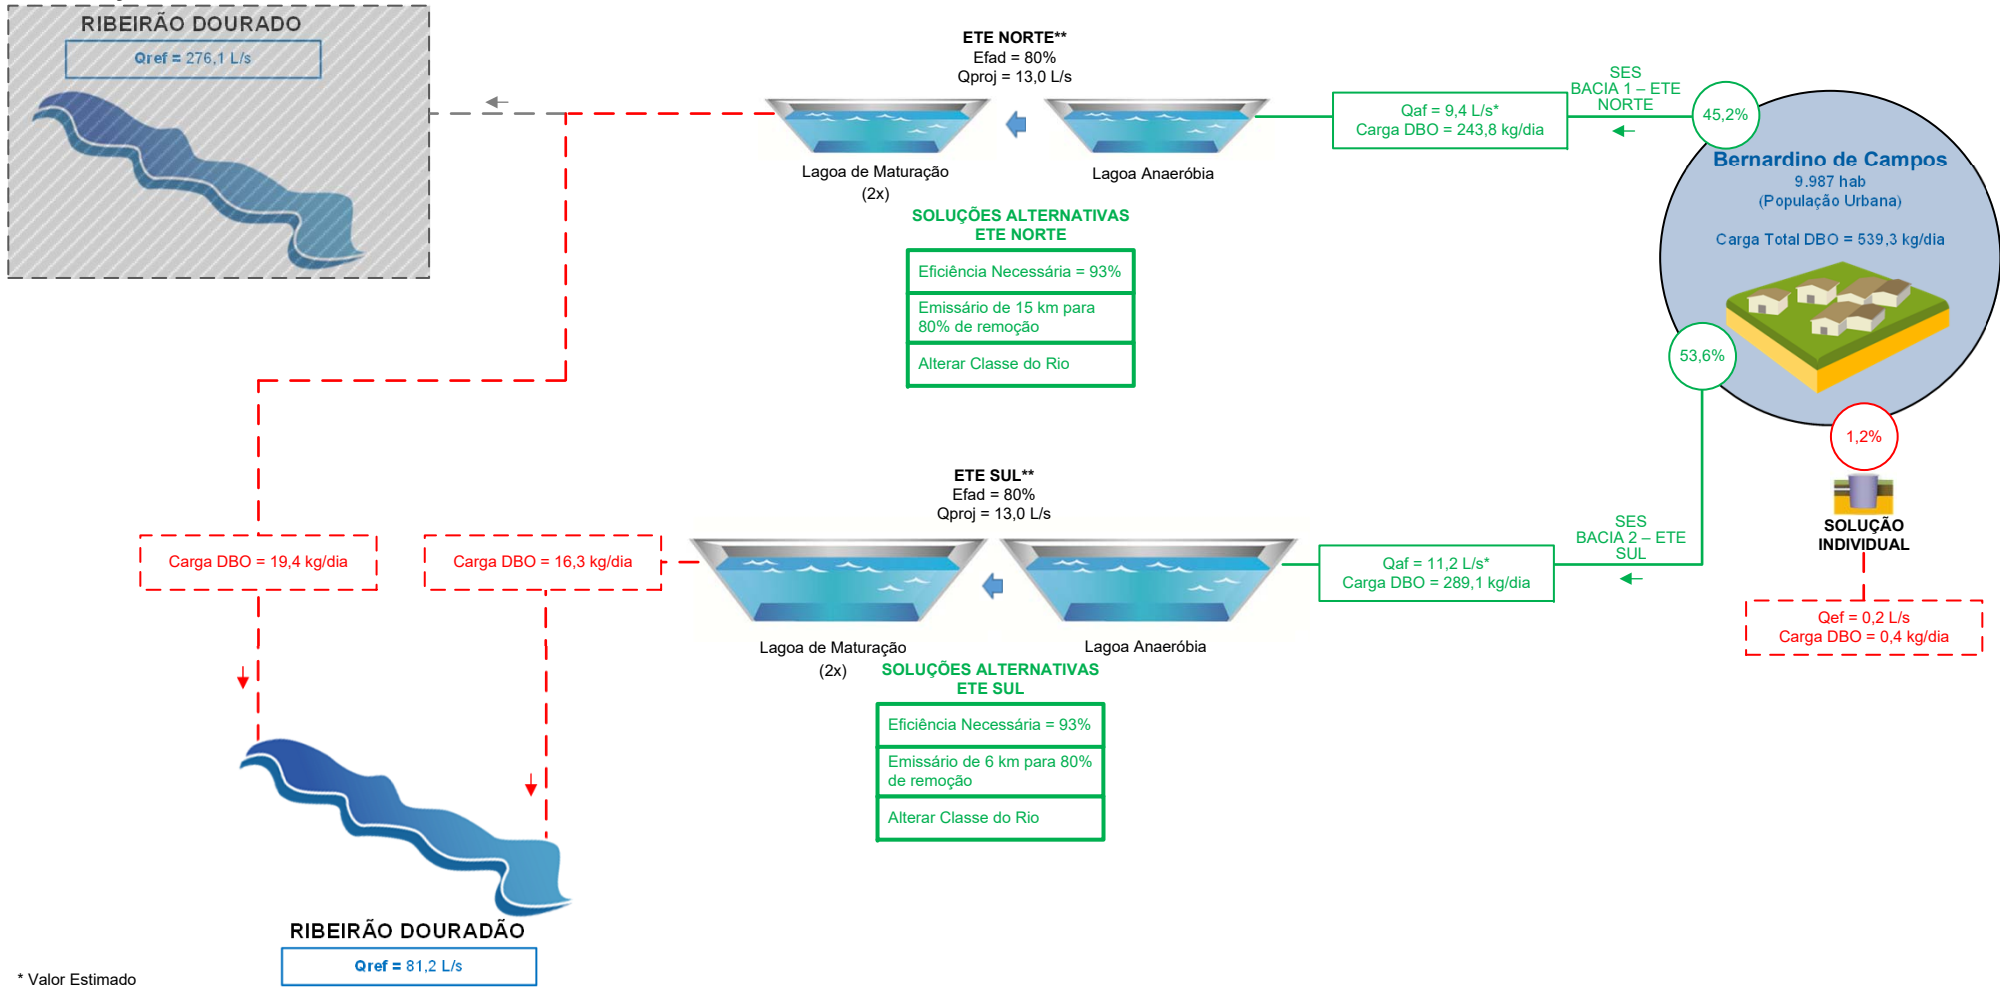 RIBEIRÃO DOURADO
Qref = 276,1 L/s
ETE NORTE**
Efad = 80%
Qproj = 13,0 L/s
Lagoa de Maturação
(2x)
Lagoa Anaeróbia
Qaf = 9,4 L/s*
Carga DBO = 243,8 kg/dia
SES
BACIA 1 – ETE
NORTE
45,2%
Bernardino de Campos
9.987 hab
(População Urbana)
Carga Total DBO = 539,3 kg/dia
SOLUÇÕES ALTERNATIVAS
ETE NORTE
Eficiência Necessária = 93%
Emissário de 15 km para
80% de remoção
Alterar Classe do Rio
53,6%
1,2%
SOLUÇÃO
INDIVIDUAL
Qef = 0,2 L/s
Carga DBO = 0,4 kg/dia
ETE SUL**
Efad = 80%
Qproj = 13,0 L/s
SES
BACIA 2 – ETE
SUL
Qaf = 11,2 L/s*
Carga DBO = 289,1 kg/dia
Carga DBO = 19,4 kg/dia
Carga DBO = 16,3 kg/dia
Lagoa de Maturação
(2x)
Lagoa Anaeróbia
SOLUÇÕES ALTERNATIVAS
ETE SUL
Eficiência Necessária = 93%
Emissário de 6 km para 80%
de remoção
Alterar Classe do Rio
RIBEIRÃO DOURADÃO
Qref = 81,2 L/s
* Valor Estimado